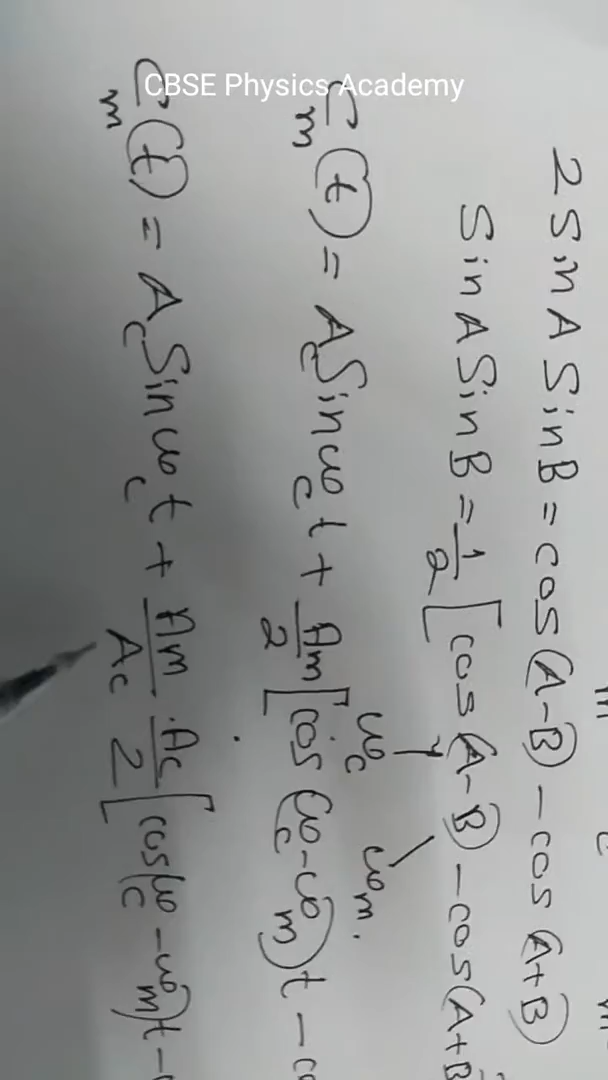 CBSE Physics Academy
2 Sin A Sin B = cos (A-B) - cos (A+B)
Sin A Sin B = 1/2 [cos (A-B) - cos (A+B
ωc ωm.
Cm(t) = Ac Sin ωc t + Am/2 [cos (ωc - ωm)t - co
Cm(t) = Ac Sin ωc t + Am/Ac . Ac/2 [cos (ωc - ωm)t -